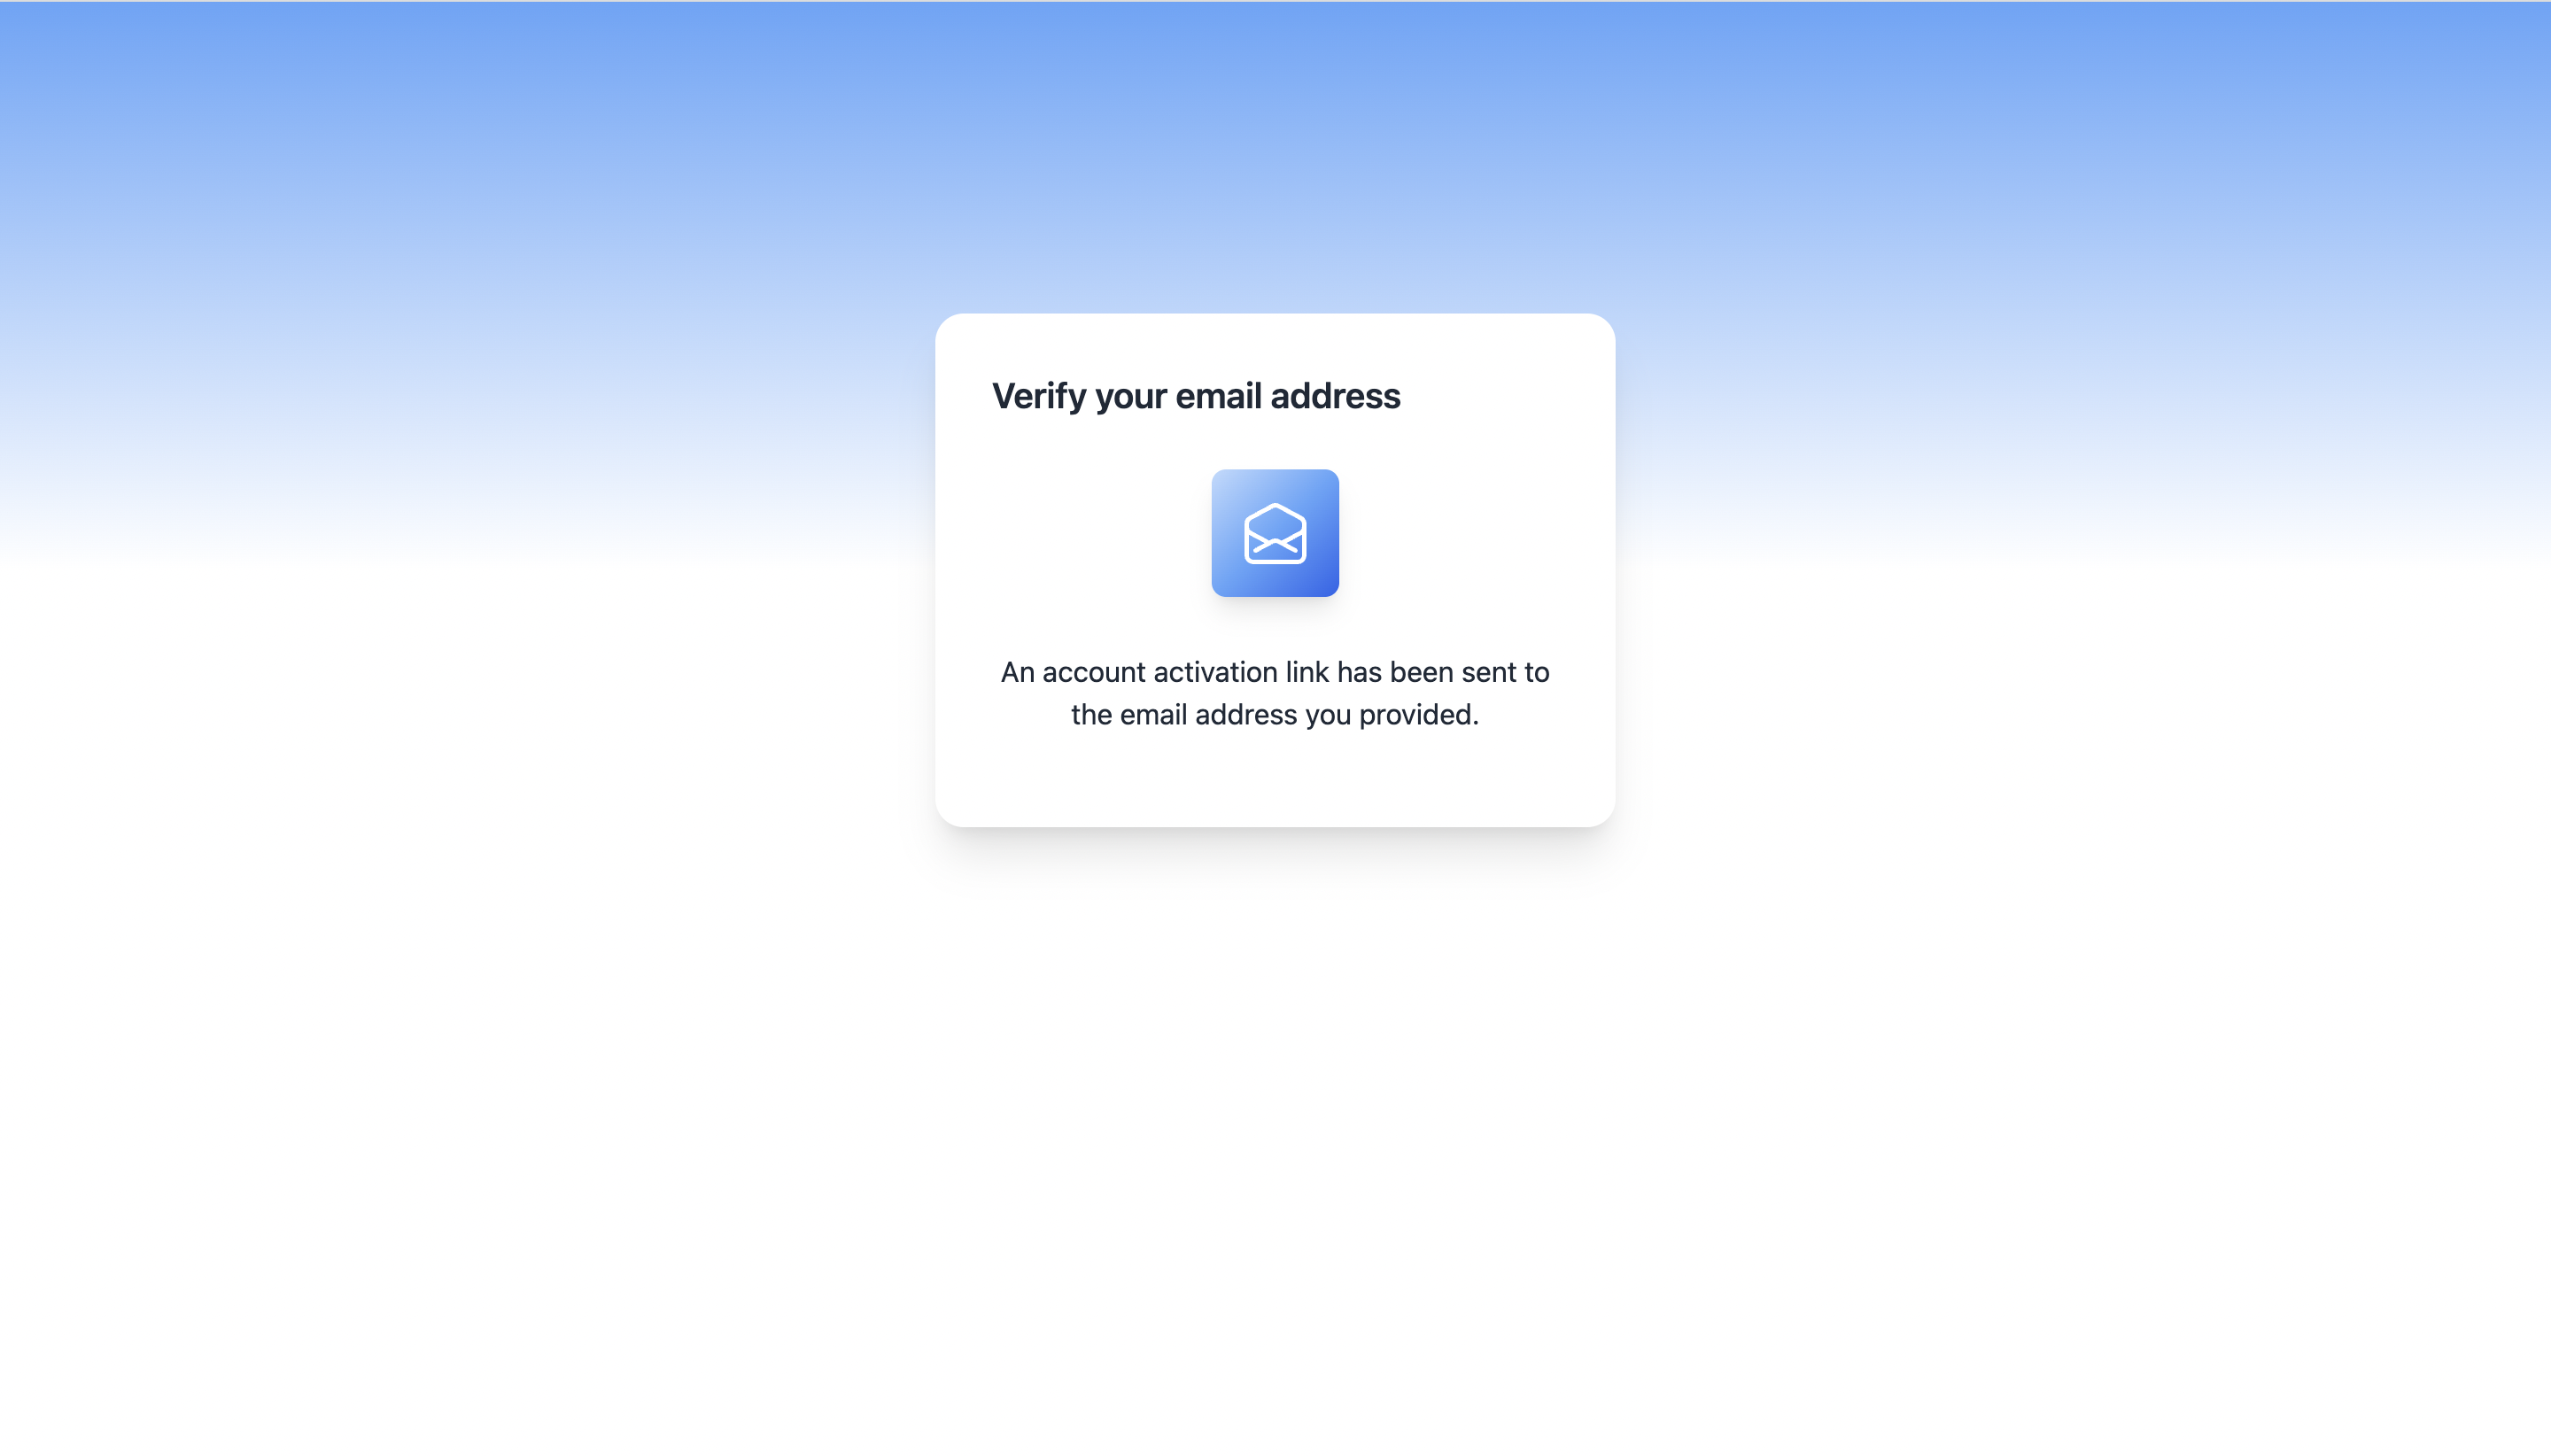 Verify your email address
An account activation link has been sent to
the email address you provided.